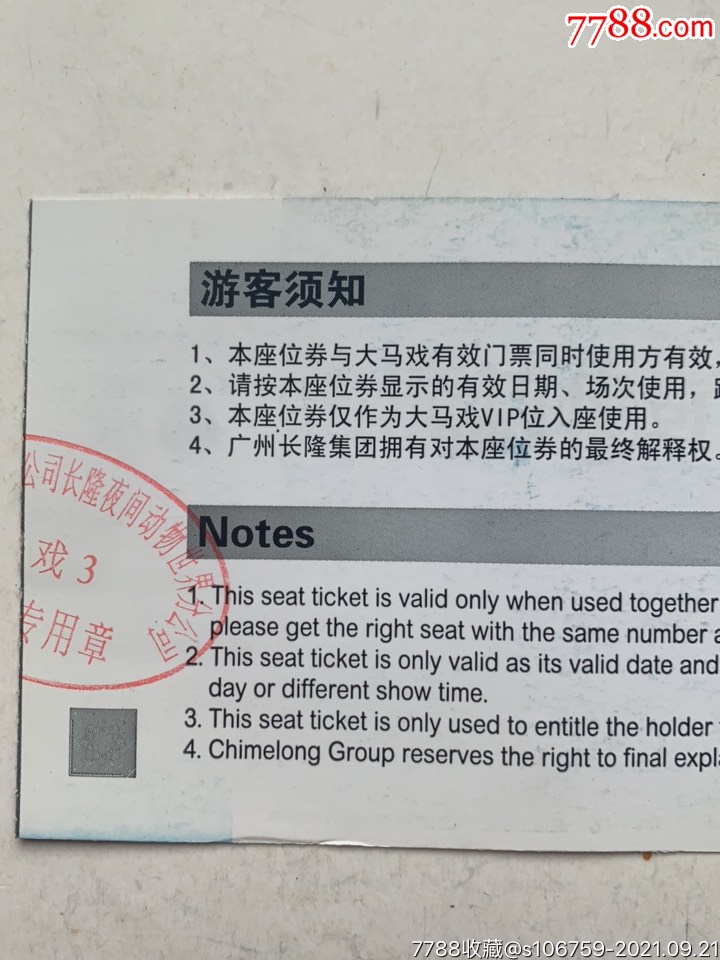 7788.com
游客须知
1、本座位券与大马戏有效门票同时使用方有效,
2、请按本座位券显示的有效日期、场次使用,
3、本座位券仅作为大马戏VIP位入座使用。
4、广州长隆集团拥有对本座位券的最终解释权。
公司长隆夜间动物世界分公司
戏 3
专用章
Notes
1. This seat ticket is valid only when used together
please get the right seat with the same number a
2. This seat ticket is only valid as its valid date and
day or different show time.
3. This seat ticket is only used to entitle the holder
4. Chimelong Group reserves the right to final expla
7788收藏@s106759-2021.09.21